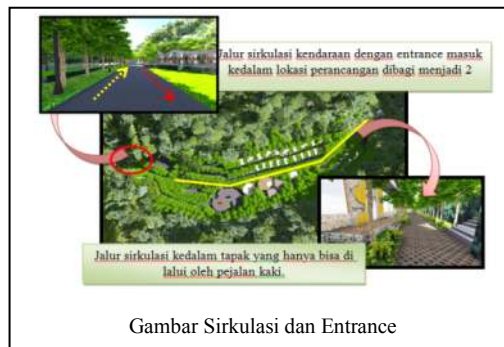 Jalur sirkulasi kendaraan dengan entrance masuk
kedalam lokasi perancangan dibagi menjadi 2
Jalur sirkulasi kedalam tapak yang hanya bisa di
lalui oleh pejalan kaki.
Gambar Sirkulasi dan Entrance